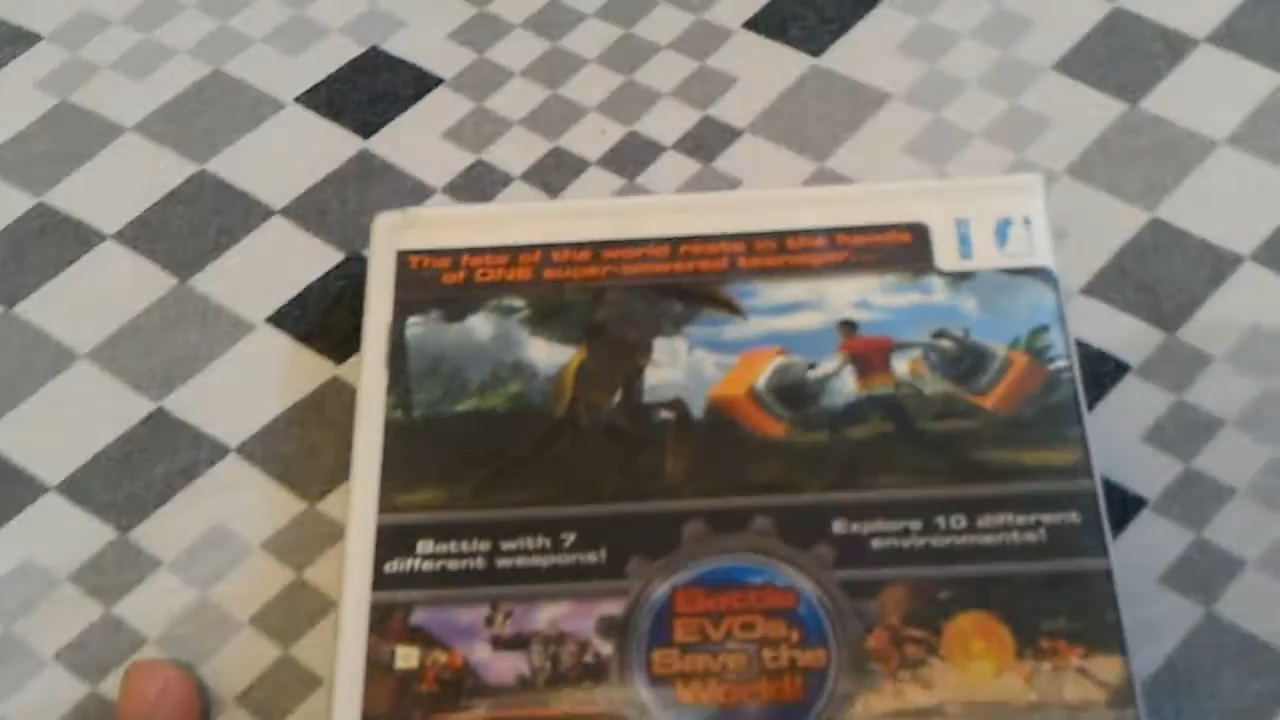 The fate of the world rests in the hands
of ONE super-powered teenager...
Battle with 7
different weapons!
Explore 10 different
environments!
Battle
EVOs,
Save the
World!